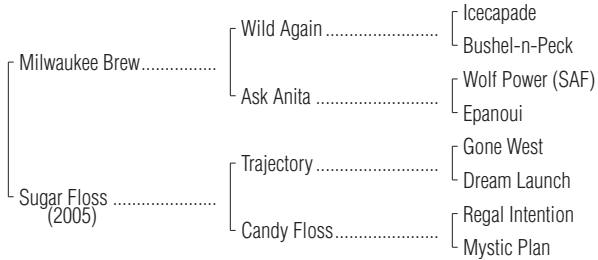 Milwaukee Brew................
Sugar Floss ......................
(2005)
Wild Again ........................
Ask Anita ..........................
Trajectory ..........................
Candy Floss......................
Icecapade
Bushel-n-Peck
Wolf Power (SAF)
Epanoui
Gone West
Dream Launch
Regal Intention
Mystic Plan